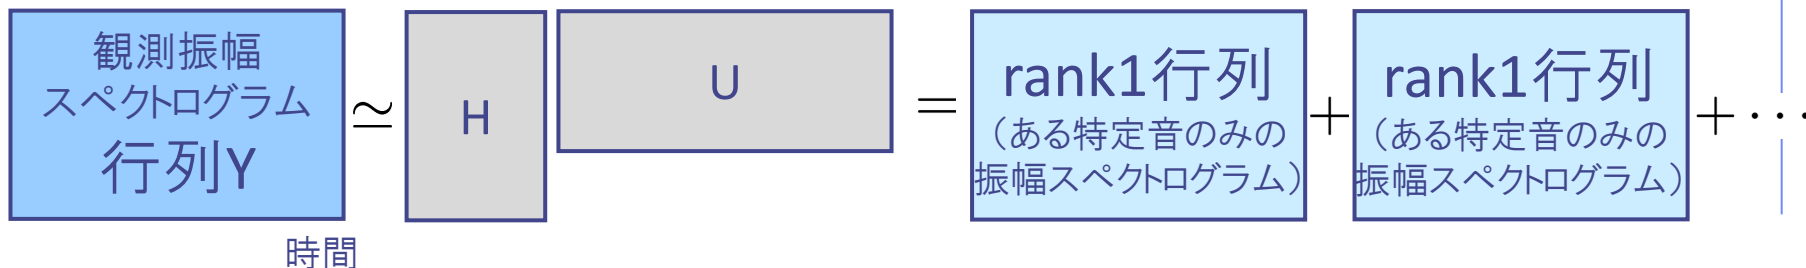 観測振幅
スペクトログラム
行列Y
≃
H
U
=
rank1行列
（ある特定音のみの
振幅スペクトログラム）
+
rank1行列
（ある特定音のみの
振幅スペクトログラム）
+ ···
時間